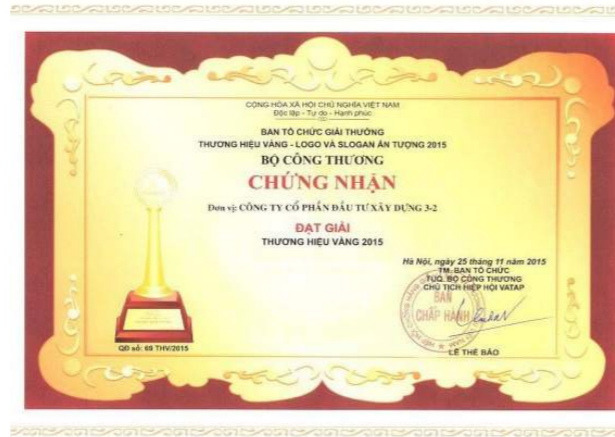 CỘNG HÒA XÃ HỘI CHỦ NGHĨA VIỆT NAM
Độc lập - Tự do - Hạnh phúc
BAN TỔ CHỨC GIẢI THƯỞNG
THƯƠNG HIỆU VÀNG - LOGO VÀ SLOGAN ẤN TƯỢNG 2015
BỘ CÔNG THƯƠNG
CHỨNG NHẬN
Đơn vị: CÔNG TY CỔ PHẦN ĐẦU TƯ XÂY DỰNG 3-2
ĐẠT GIẢI
THƯƠNG HIỆU VÀNG 2015
Hà Nội, ngày 25 tháng 11 năm 2015
TM. BAN TỔ CHỨC
TUQ. BỘ CÔNG THƯƠNG
CHỦ TỊCH HIỆP HỘI VATAP
BAN
CHẤP HÀNH
LÊ THẾ BẢO
QĐ số: 69 THV/2015